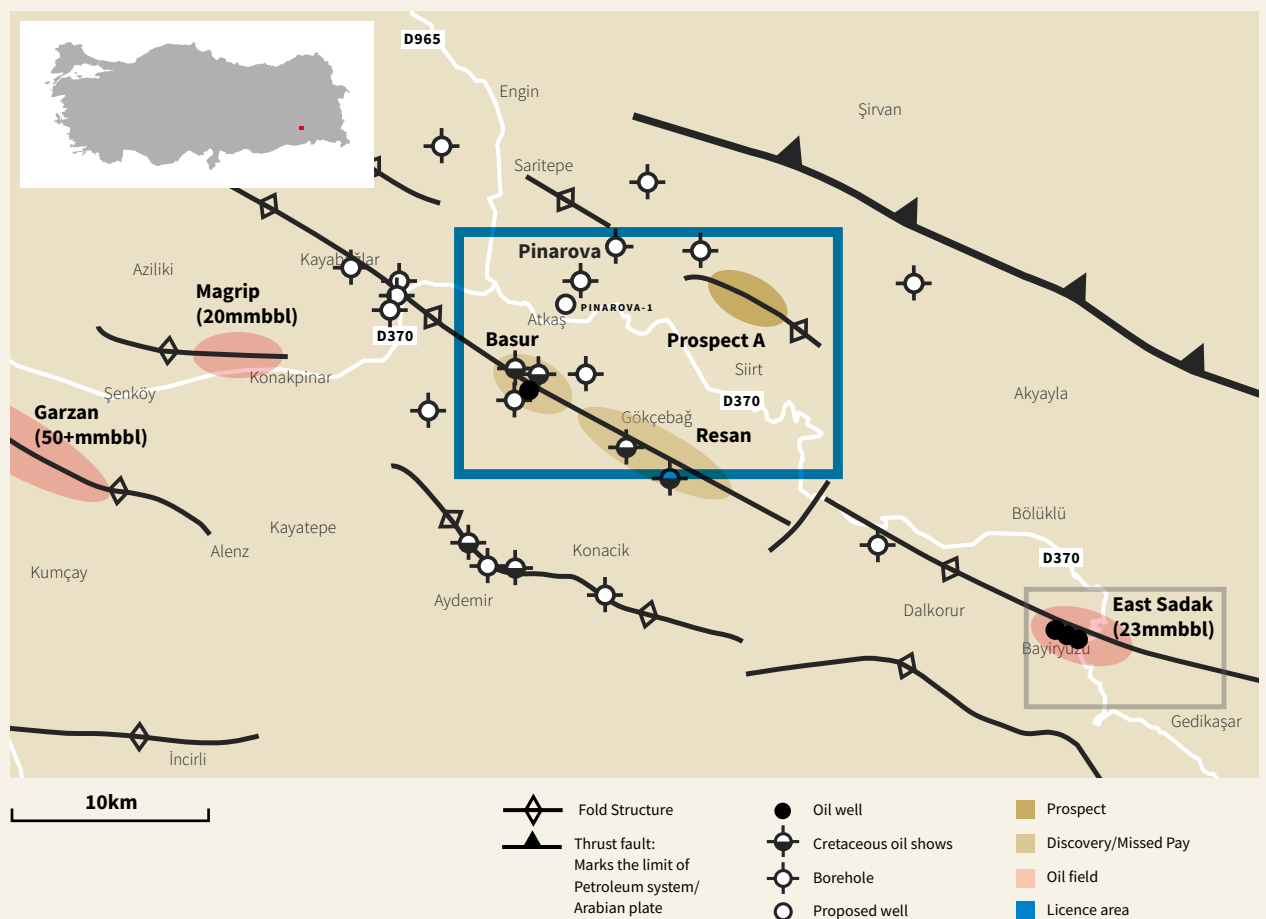 D965
Engin
Şirvan
Saritepe
Pinarova
Kayabağlar
Aziliki
Magrip
(20mmbbl)
PINAROVA-1
Atkaş
D370
Basur
Prospect A
Siirt
Konakpinar
Şenköy
D370
Akyayla
Garzan
(50+mmbbl)
Gökçebağ
Resan
Bölüklü
Kayatepe
Alenz
Konacik
D370
Kumçay
Aydemir
Dalkorur
East Sadak
(23mmbbl)
Bayiryüzü
Gedikaşar
İncirli
10km
Fold Structure
Thrust fault:
Marks the limit of
Petroleum system/
Arabian plate
Oil well
Cretaceous oil shows
Borehole
Proposed well
Prospect
Discovery/Missed Pay
Oil field
Licence area